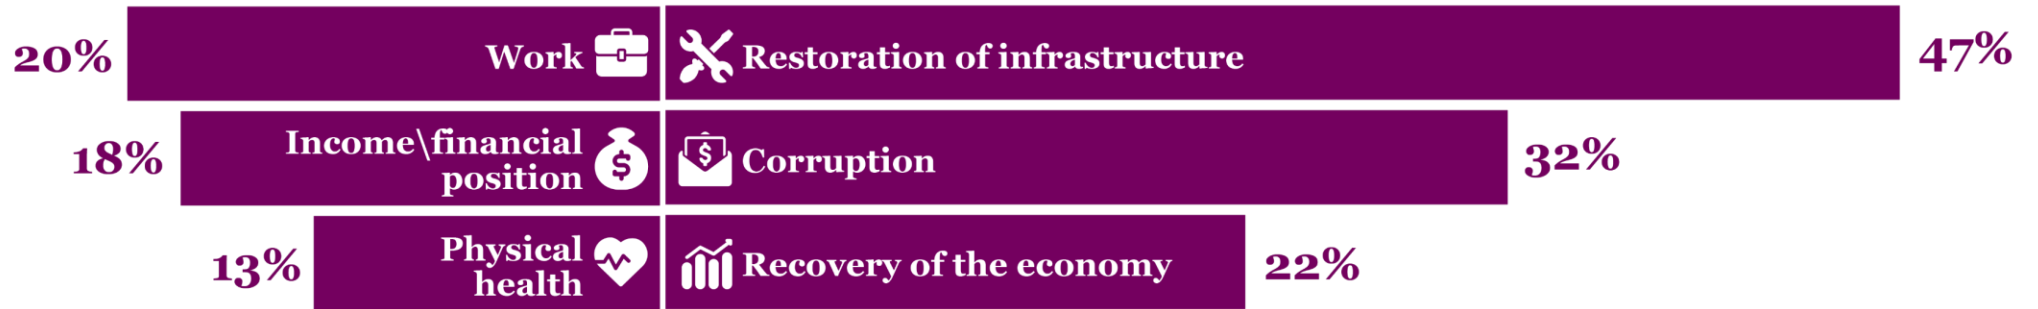 20% Work Restoration of infrastructure 47%
18% Income\financial
position Corruption 32%
13% Physical
health Recovery of the economy 22%